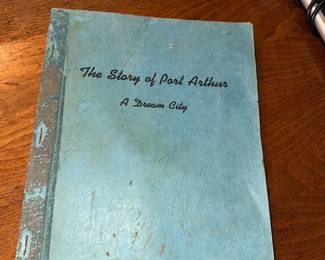 The Story of Port Arthur
A Dream City